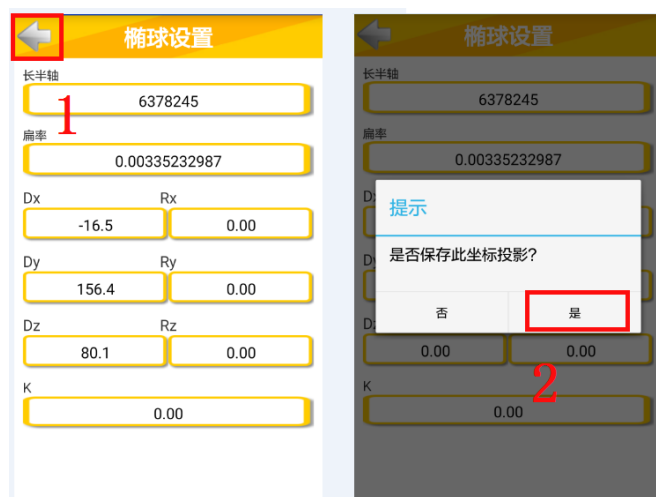 椭球设置
长半轴
6378245
1
扁率
0.00335232987
Dx Rx
-16.5 0.00
Dy Ry
156.4 0.00
Dz Rz
80.1 0.00
K
0.00
椭球设置
长半轴
6378245
扁率
0.00335232987
提示
是否保存此坐标投影?
否 是
0.00 0.00
2
K
0.00